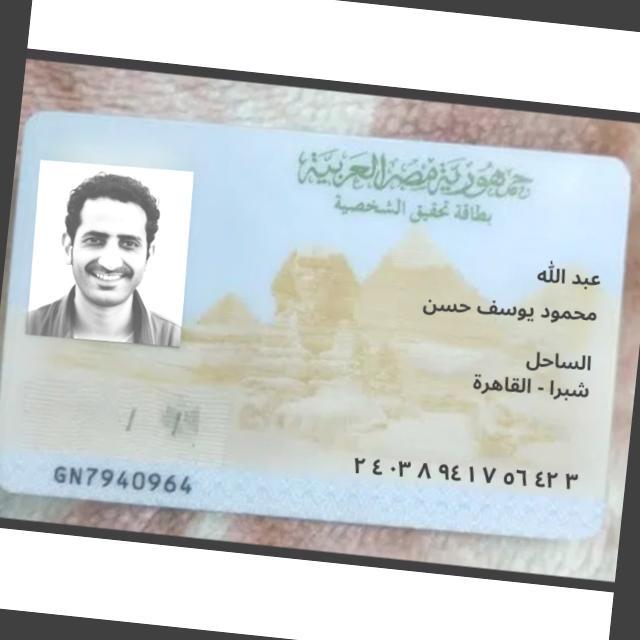 جمهورية مصر العربية
بطاقة تحقيق الشخصية
عبد الله
محمود يوسف حسن
الساحل
شبرا - القاهرة
٢٤٠٣٨٩٤١٧٥٦٤٢٣
GN7940964